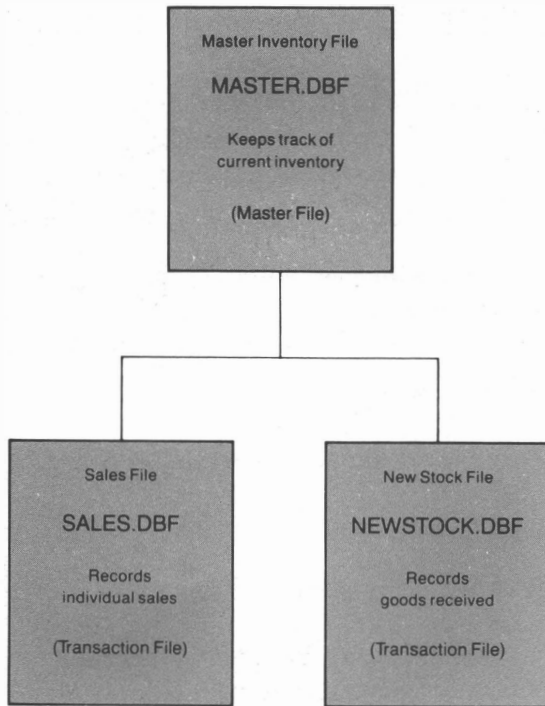 Master Inventory File
MASTER.DBF
Keeps track of
current inventory
(Master File)
Sales File
SALES.DBF
Records
individual sales
(Transaction File)
New Stock File
NEWSTOCK.DBF
Records
goods received
(Transaction File)